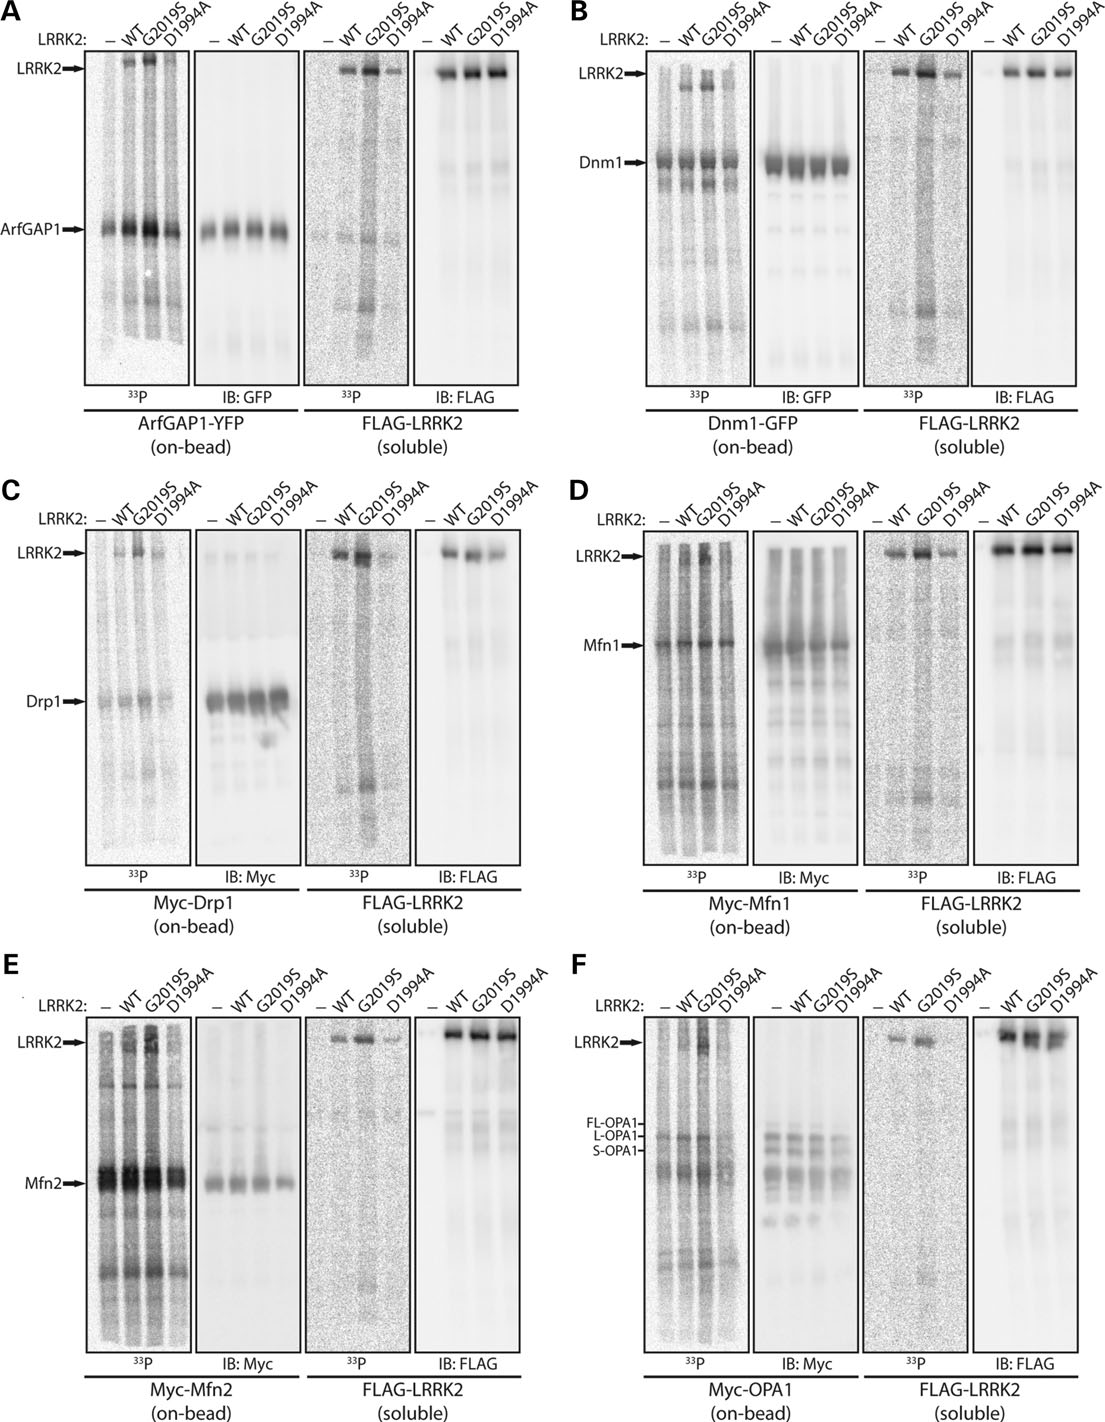 A
LRRK2: – WT G2019S D1994A – WT G2019S D1994A – WT G2019S D1994A – WT G2019S D1994A
LRRK2
ArfGAP1
³³P IB: GFP ³³P IB: FLAG
ArfGAP1-YFP FLAG-LRRK2
(on-bead) (soluble)
B
LRRK2: – WT G2019S D1994A – WT G2019S D1994A – WT G2019S D1994A – WT G2019S D1994A
LRRK2
Dnm1
³³P IB: GFP ³³P IB: FLAG
Dnm1-GFP FLAG-LRRK2
(on-bead) (soluble)
C
LRRK2: – WT G2019S D1994A – WT G2019S D1994A – WT G2019S D1994A – WT G2019S D1994A
LRRK2
Drp1
³³P IB: Myc ³³P IB: FLAG
Myc-Drp1 FLAG-LRRK2
(on-bead) (soluble)
D
LRRK2: – WT G2019S D1994A – WT G2019S D1994A – WT G2019S D1994A – WT G2019S D1994A
LRRK2
Mfn1
³³P IB: Myc ³³P IB: FLAG
Myc-Mfn1 FLAG-LRRK2
(on-bead) (soluble)
E
LRRK2: – WT G2019S D1994A – WT G2019S D1994A – WT G2019S D1994A – WT G2019S D1994A
LRRK2
Mfn2
³³P IB: Myc ³³P IB: FLAG
Myc-Mfn2 FLAG-LRRK2
(on-bead) (soluble)
F
LRRK2: – WT G2019S D1994A – WT G2019S D1994A – WT G2019S D1994A – WT G2019S D1994A
LRRK2
FL-OPA1
L-OPA1
S-OPA1
³³P IB: Myc ³³P IB: FLAG
Myc-OPA1 FLAG-LRRK2
(on-bead) (soluble)